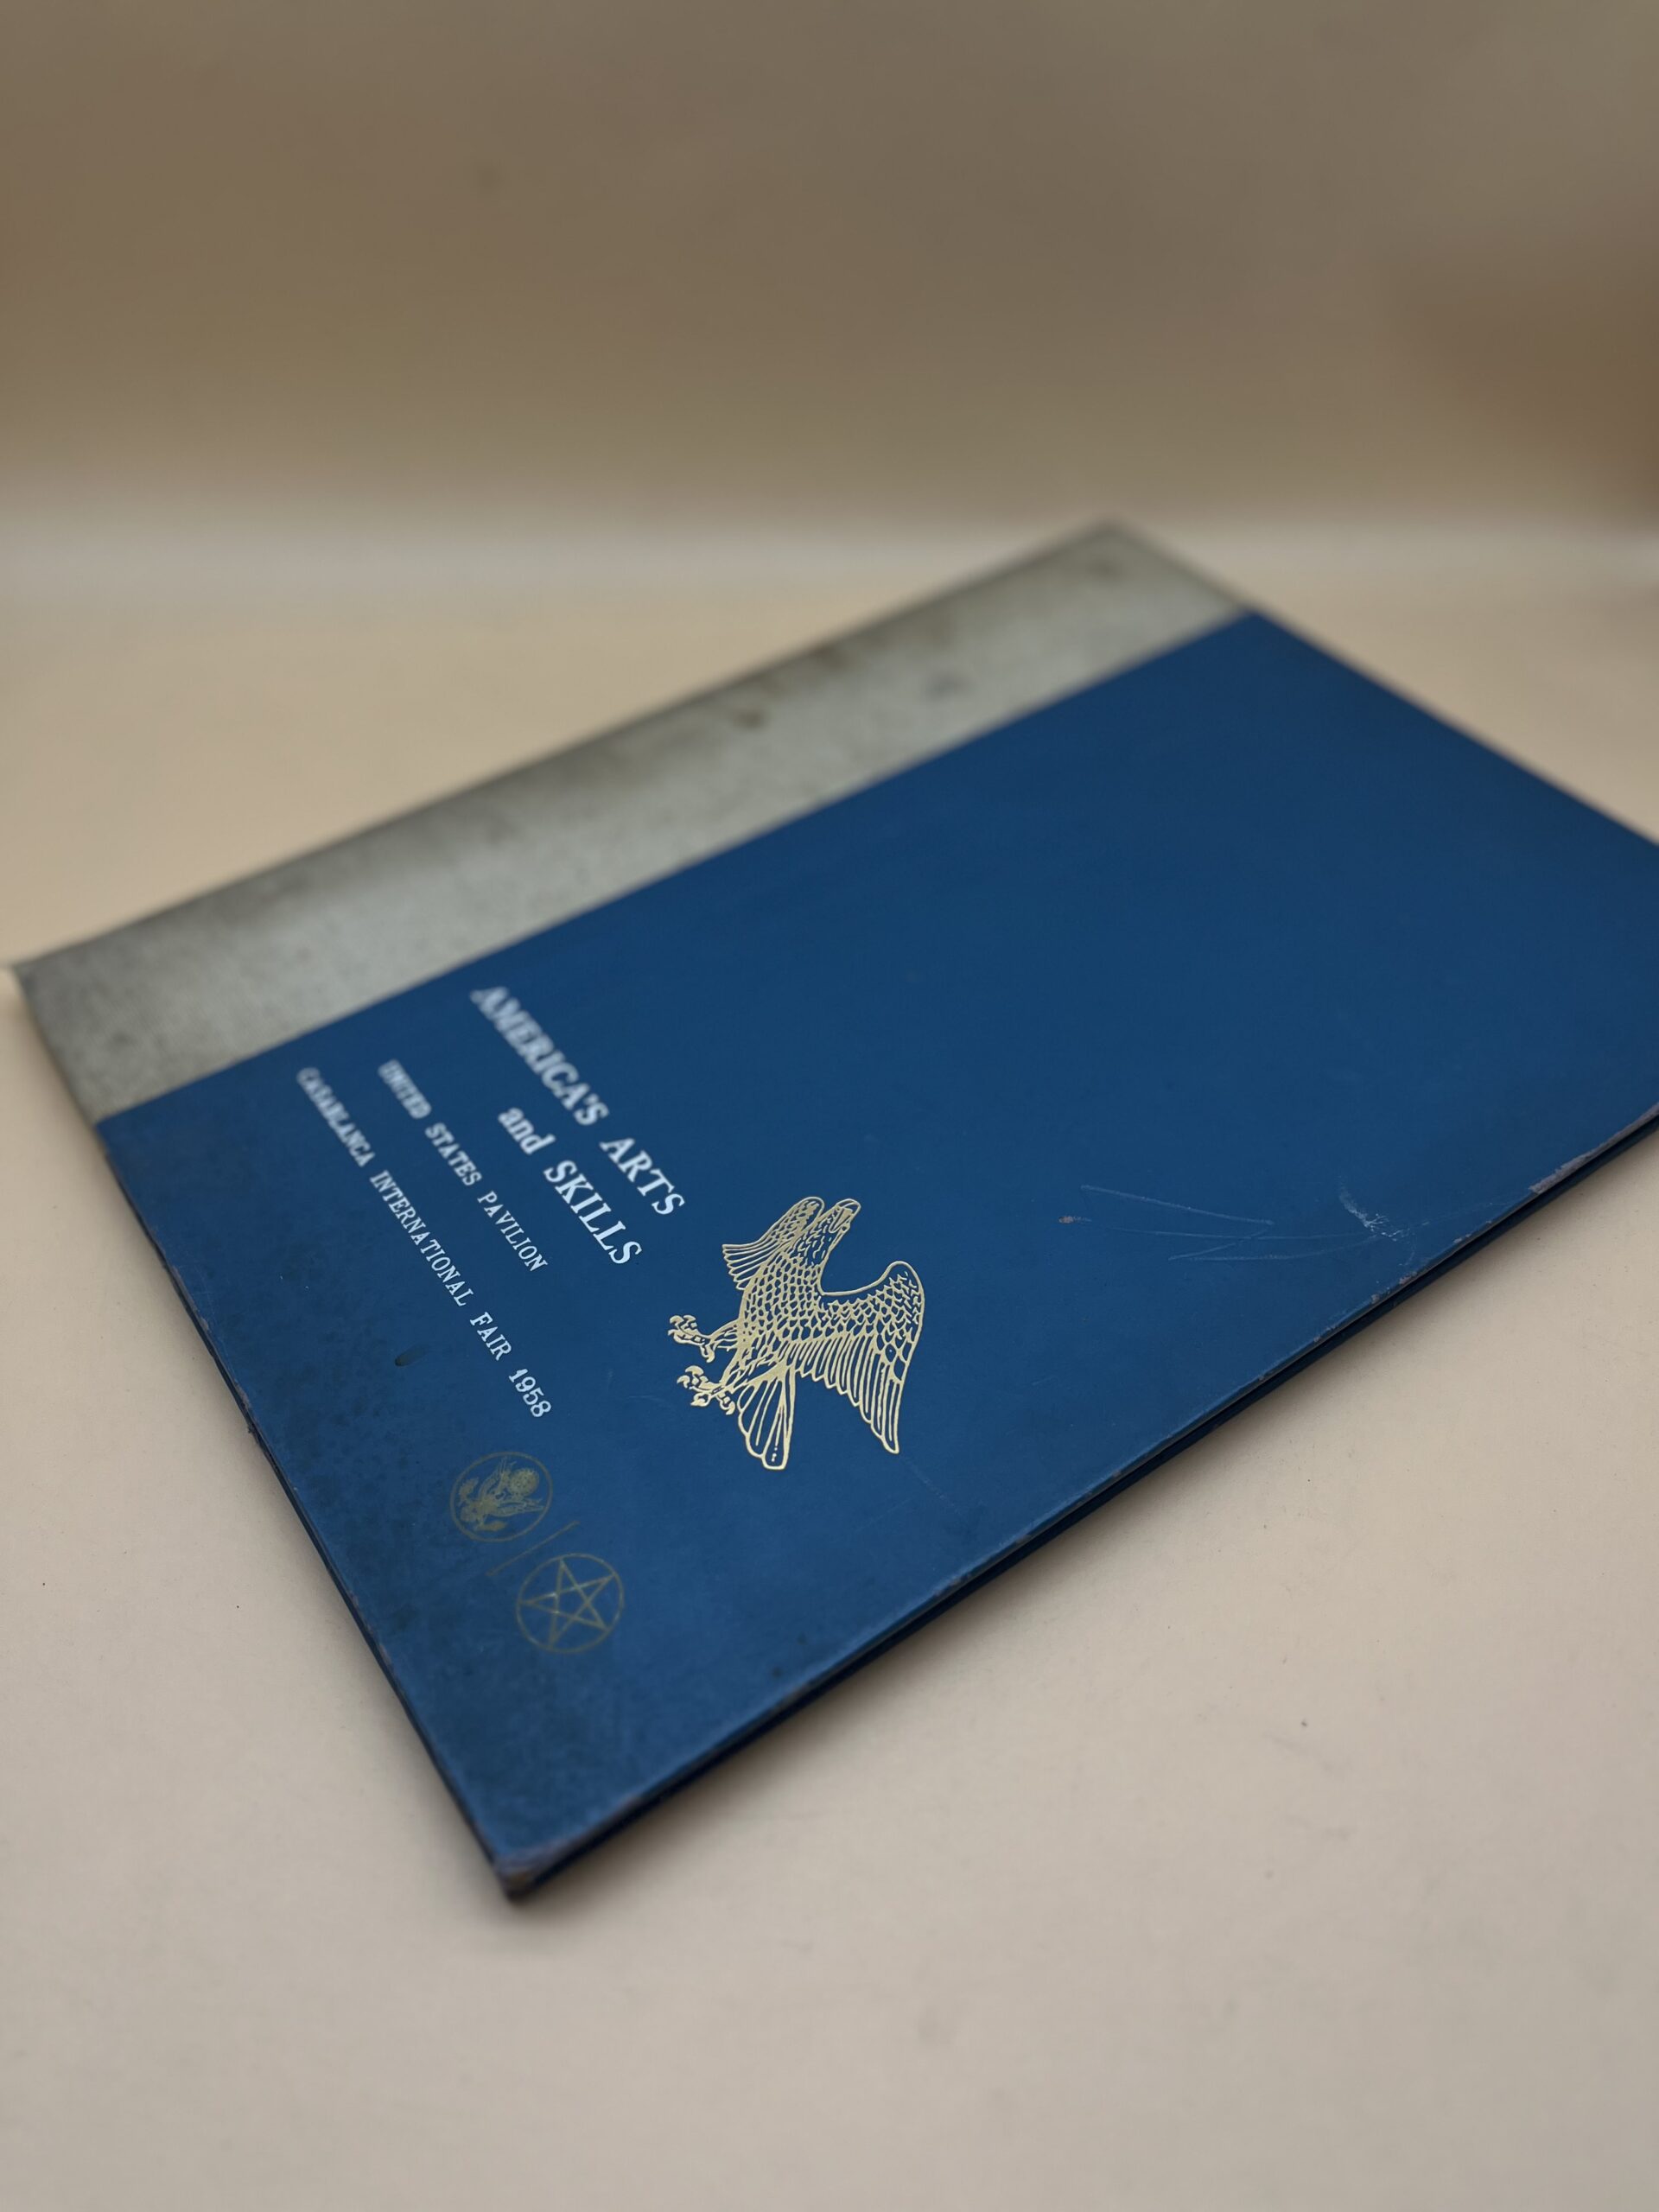 AMERICA'S ARTS
and SKILLS
UNITED STATES PAVILION
CASABLANCA INTERNATIONAL FAIR 1958